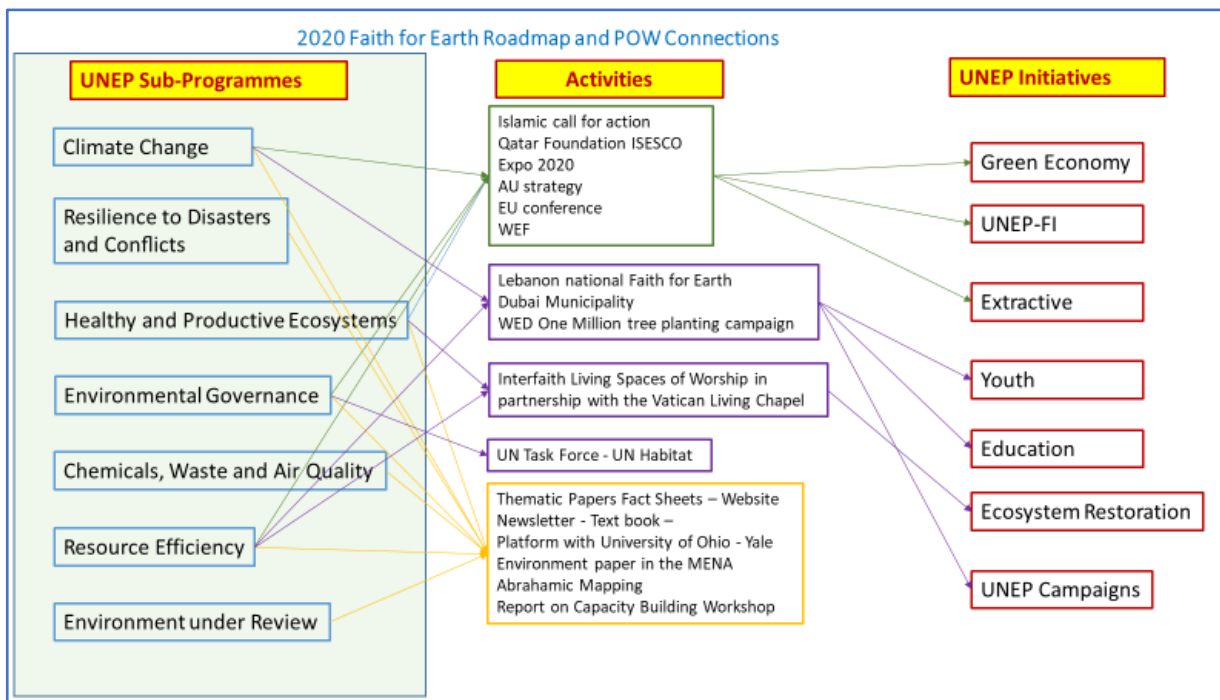 2020 Faith for Earth Roadmap and POW Connections
UNEP Sub-Programmes
Climate Change
Resilience to Disasters
and Conflicts
Healthy and Productive Ecosystems
Environmental Governance
Chemicals, Waste and Air Quality
Resource Efficiency
Environment under Review
Activities
Islamic call for action
Qatar Foundation ISESCO
Expo 2020
AU strategy
EU conference
WEF
Lebanon national Faith for Earth
Dubai Municipality
WED One Million tree planting campaign
Interfaith Living Spaces of Worship in
partnership with the Vatican Living Chapel
UN Task Force - UN Habitat
Thematic Papers Fact Sheets – Website
Newsletter - Text book –
Platform with University of Ohio - Yale
Environment paper in the MENA
Abrahamic Mapping
Report on Capacity Building Workshop
UNEP Initiatives
Green Economy
UNEP-FI
Extractive
Youth
Education
Ecosystem Restoration
UNEP Campaigns